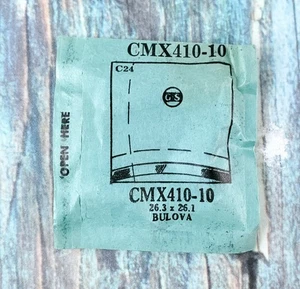 CMX410-10
C24
GS
OPEN HERE
CMX410-10
26.3 x 26.1
BULOVA